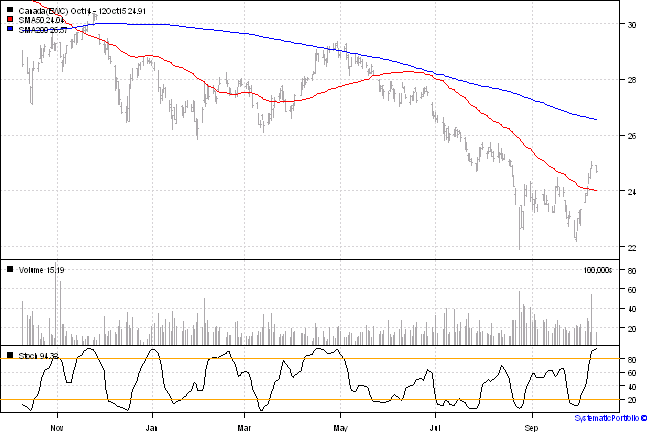 Canada(EWC) Oct14 - 12Oct15 24.91
SMA50 24.04
SMA200 26.57
30
28
26
24
22
Volume 15.19
100,000s
80
60
40
20
Stoch 94.38
80
60
40
20
Nov Jan Mar May Jul Sep
SystematicPortfolio ©